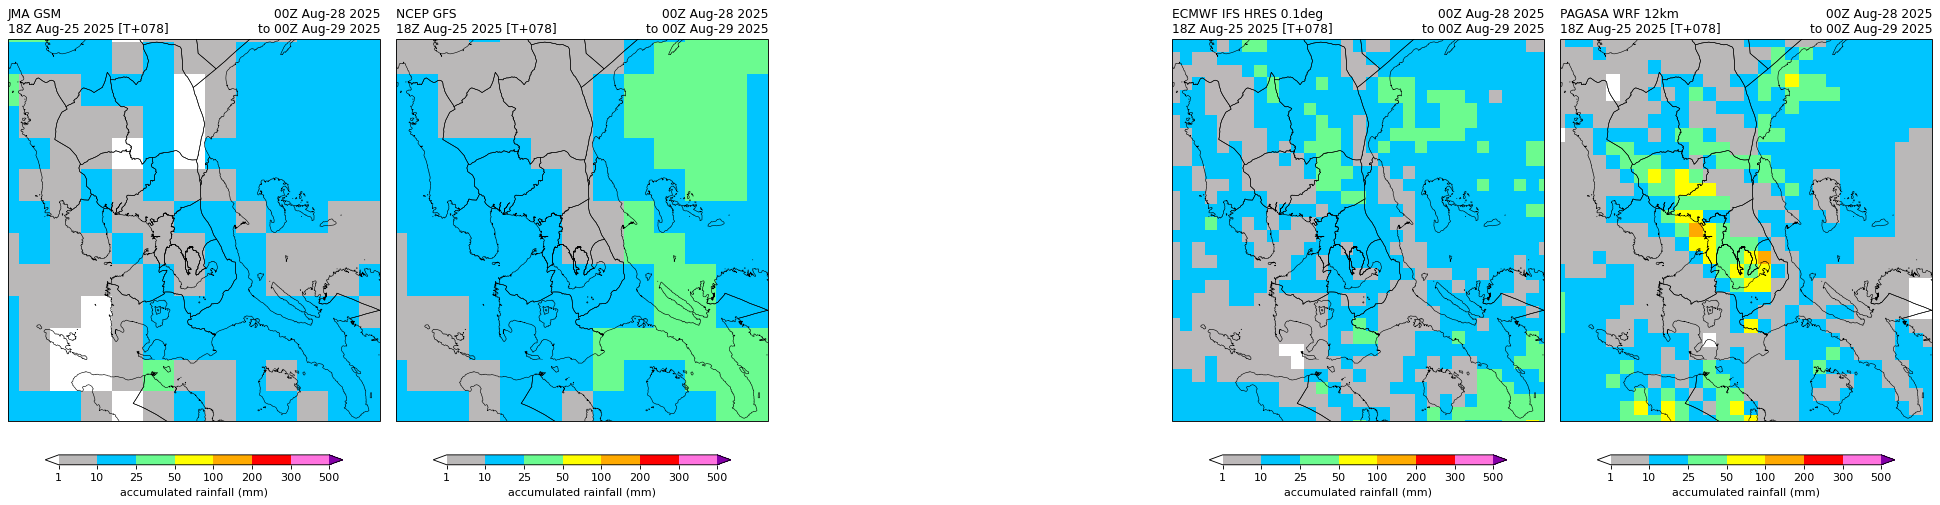 JMA GSM 00Z Aug-28 2025
18Z Aug-25 2025 [T+078] to 00Z Aug-29 2025
1 10 25 50 100 200 300 500
accumulated rainfall (mm)
NCEP GFS 00Z Aug-28 2025
18Z Aug-25 2025 [T+078] to 00Z Aug-29 2025
1 10 25 50 100 200 300 500
accumulated rainfall (mm)
ECMWF IFS HRES 0.1deg 00Z Aug-28 2025
18Z Aug-25 2025 [T+078] to 00Z Aug-29 2025
1 10 25 50 100 200 300 500
accumulated rainfall (mm)
PAGASA WRF 12km 00Z Aug-28 2025
18Z Aug-25 2025 [T+078] to 00Z Aug-29 2025
1 10 25 50 100 200 300 500
accumulated rainfall (mm)